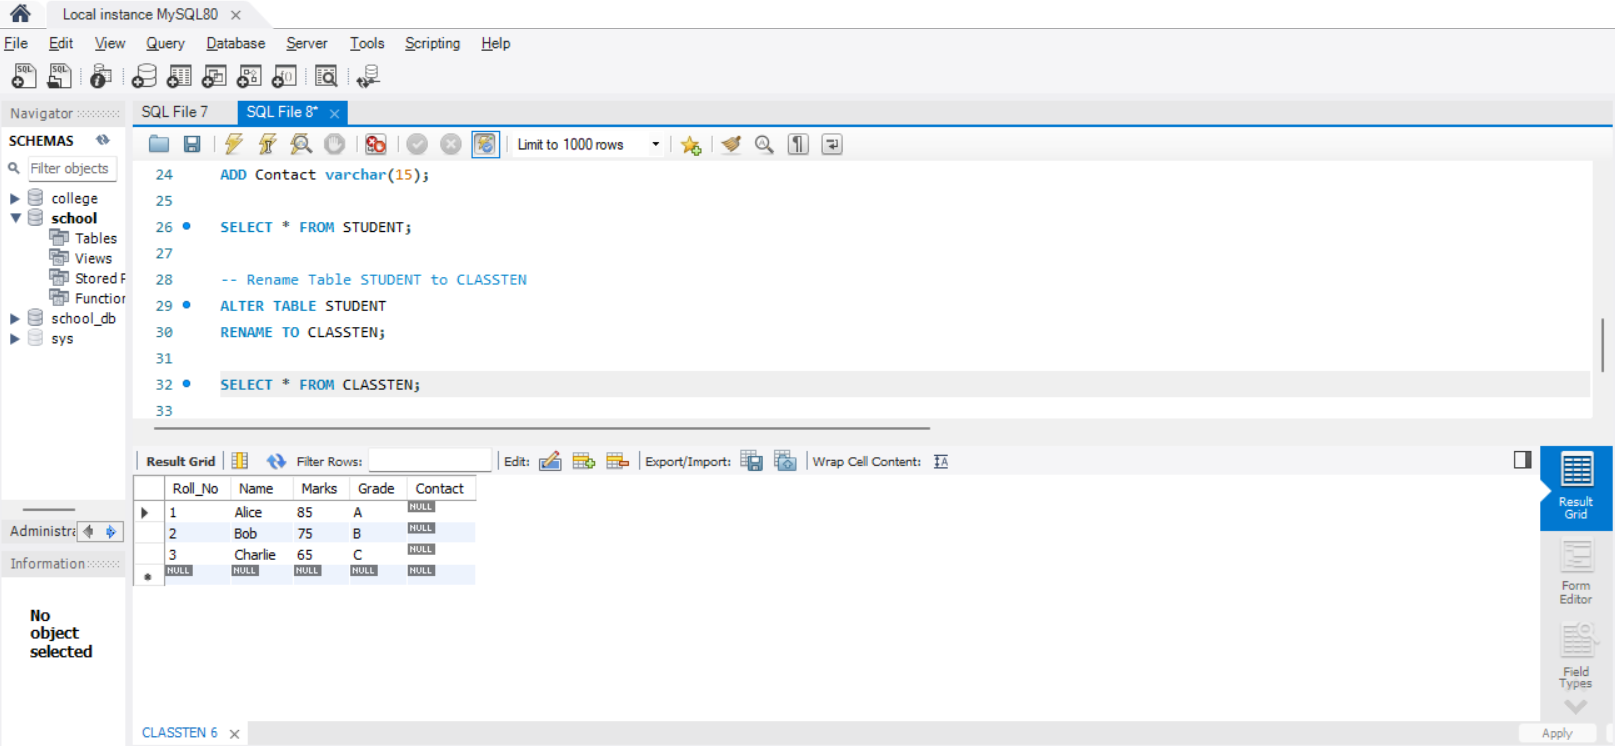 Local instance MySQL80
File Edit View Query Database Server Tools Scripting Help
Navigator
SQL File 7 SQL File 8*
SCHEMAS
Limit to 1000 rows
Filter objects
college
school
Tables
Views
Stored P
Function
school_db
sys
24 ADD Contact varchar(15);
25
26 SELECT * FROM STUDENT;
27
28 -- Rename Table STUDENT to CLASSTEN
29 ALTER TABLE STUDENT
30 RENAME TO CLASSTEN;
31
32 SELECT * FROM CLASSTEN;
33
Administra
Information
No
object
selected
Result Grid Filter Rows: Edit: Export/Import: Wrap Cell Content:
Roll_No Name Marks Grade Contact
1 Alice 85 A NULL
2 Bob 75 B NULL
3 Charlie 65 C NULL
NULL NULL NULL NULL NULL
Result
Grid
Form
Editor
Field
Types
CLASSTEN 6
Apply